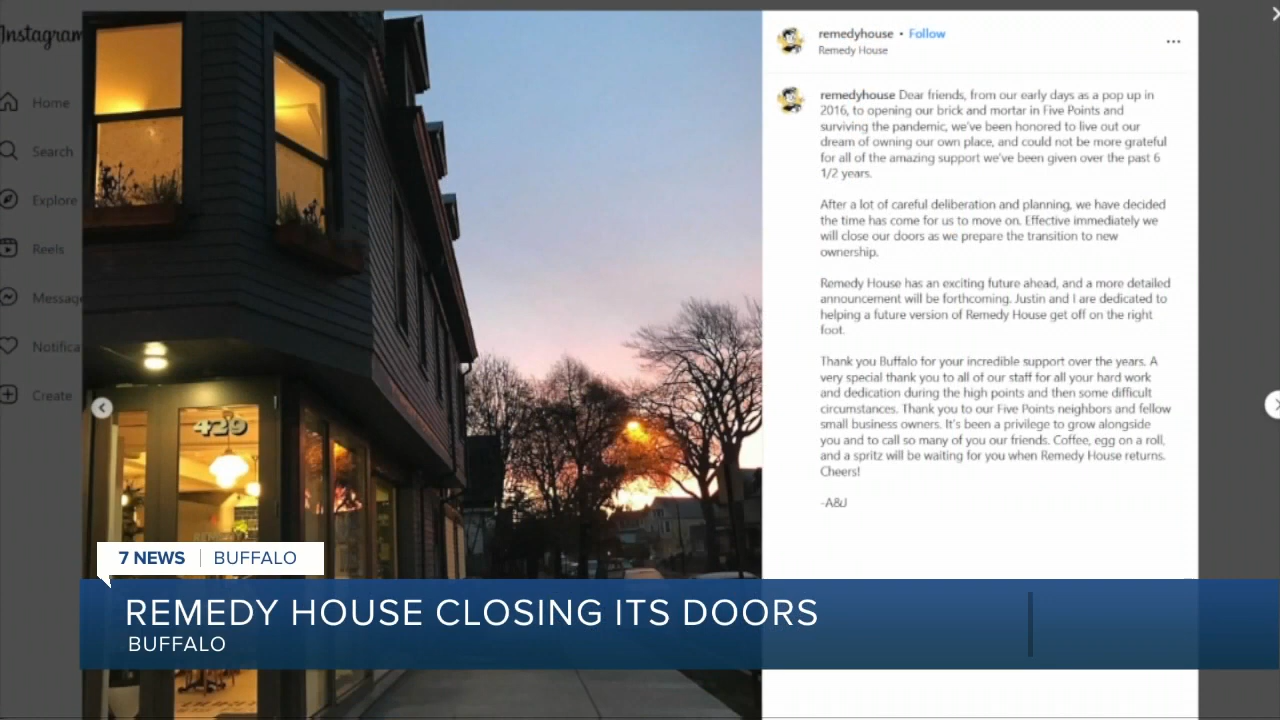 Instagram
Home
Search
Explore
Reels
Message
Notifica
Create
429
remedyhouse • Follow
Remedy House
...
remedyhouse Dear friends, from our early days as a pop up in
2016, to opening our brick and mortar in Five Points and
surviving the pandemic, we've been honored to live out our
dream of owning our own place, and could not be more grateful
for all of the amazing support we've been given over the past 6
1/2 years.
After a lot of careful deliberation and planning, we have decided
the time has come for us to move on. Effective immediately we
will close our doors as we prepare the transition to new
ownership.
Remedy House has an exciting future ahead, and a more detailed
announcement will be forthcoming. Justin and I are dedicated to
helping a future version of Remedy House get off on the right
foot.
Thank you Buffalo for your incredible support over the years. A
very special thank you to all of our staff for all your hard work
and dedication during the high points and then some difficult
circumstances. Thank you to our Five Points neighbors and fellow
small business owners. It's been a privilege to grow alongside
you and to call so many of you our friends. Coffee, egg on a roll,
and a spritz will be waiting for you when Remedy House returns.
Cheers!
-A&J
7 NEWS | BUFFALO
REMEDY HOUSE CLOSING ITS DOORS
BUFFALO